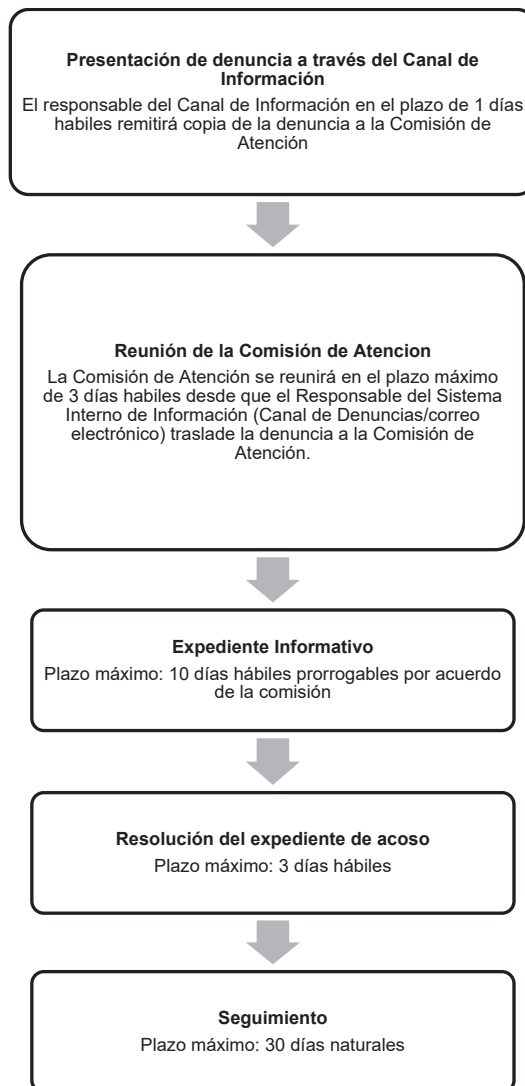 Presentación de denuncia a través del Canal de
Información
El responsable del Canal de Información en el plazo de 1 días
habiles remitirá copia de la denuncia a la Comisión de
Atención
Reunión de la Comisión de Atencion
La Comisión de Atención se reunirá en el plazo máximo
de 3 días habiles desde que el Responsable del Sistema
Interno de Información (Canal de Denuncias/correo
electrónico) traslade la denuncia a la Comisión de
Atención.
Expediente Informativo
Plazo máximo: 10 días hábiles prorrogables por acuerdo
de la comisión
Resolución del expediente de acoso
Plazo máximo: 3 días hábiles
Seguimiento
Plazo máximo: 30 días naturales